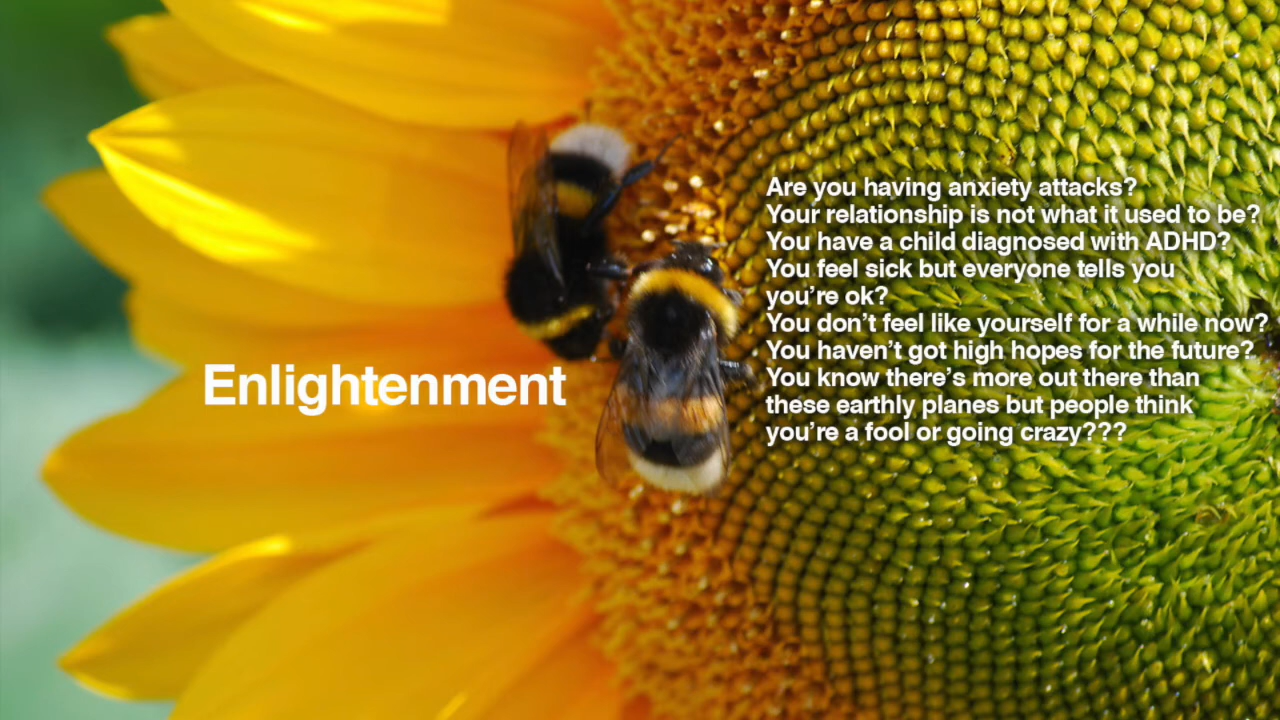 Enlightenment
Are you having anxiety attacks?
Your relationship is not what it used to be?
You have a child diagnosed with ADHD?
You feel sick but everyone tells you
you’re ok?
You don’t feel like yourself for a while now?
You haven’t got high hopes for the future?
You know there’s more out there than
these earthly planes but people think
you’re a fool or going crazy???